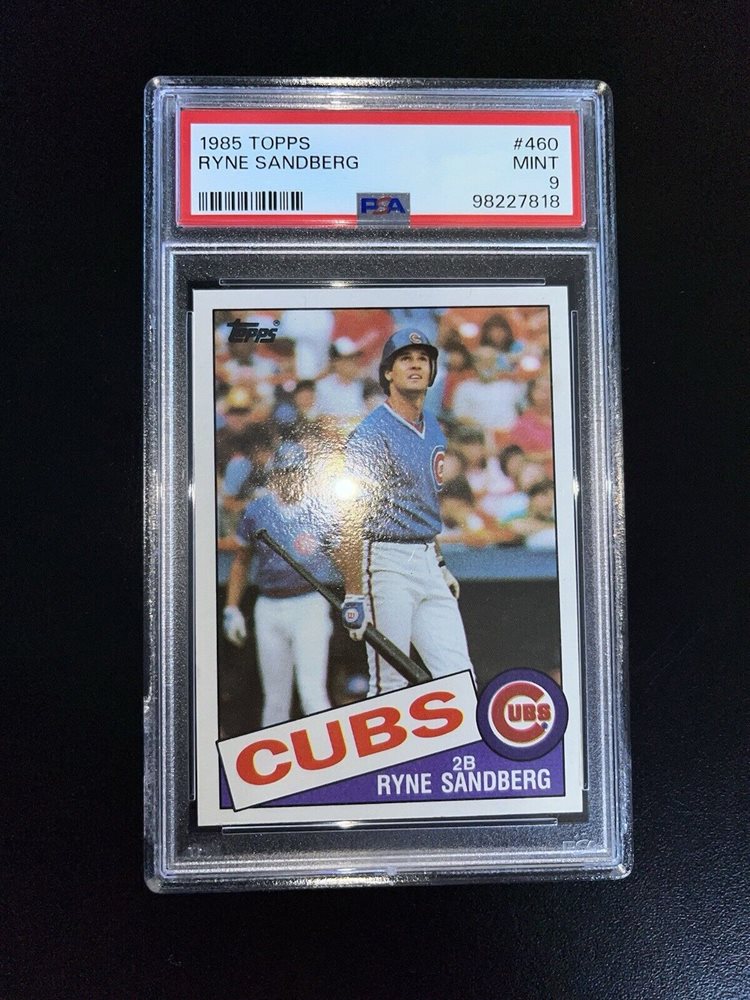 1985 TOPPS #460
RYNE SANDBERG MINT
9
PSA 98227818
Topps®
C
CUBS
CUBS
2B
RYNE SANDBERG